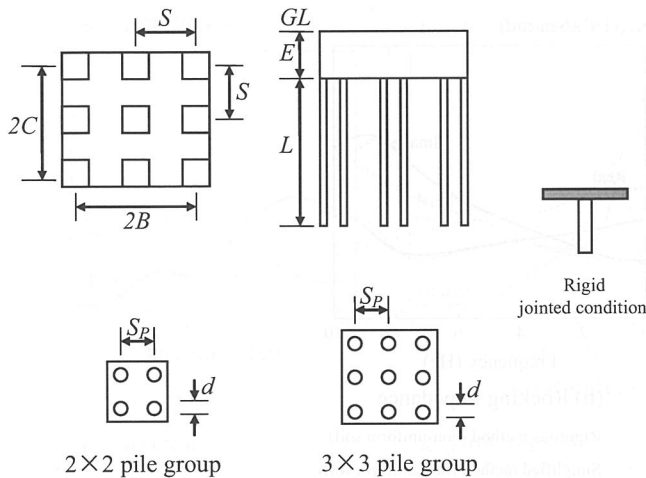 S
GL
E
S
2C
L
2B
Rigid
jointed condition
S_P
S_P
d
d
2×2 pile group
3×3 pile group